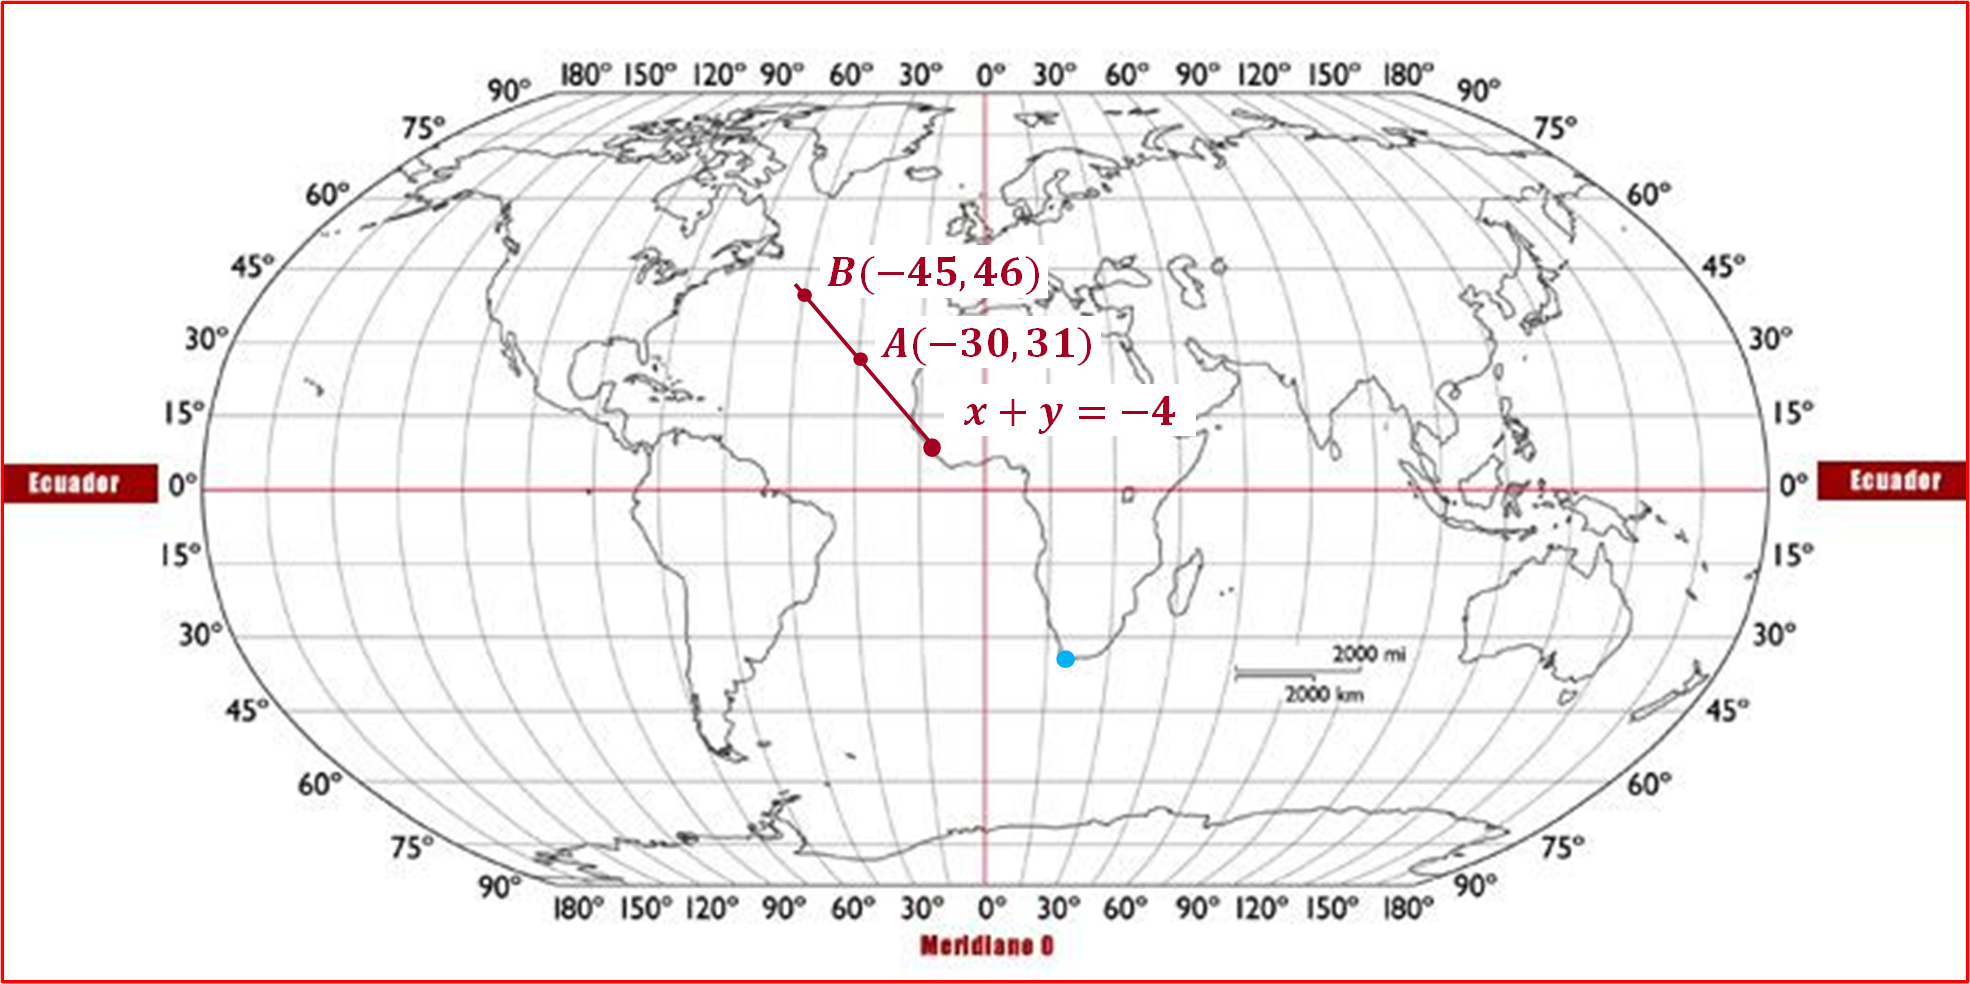 180° 150° 120° 90° 60° 30° 0° 30° 60° 90° 120° 150° 180°
90° 90°
75° 75°
60° 60°
45° B(−45,46) 45°
30° A(−30,31) 30°
15° x + y = −4 15°
Ecuador 0° 0° Ecuador
15° 15°
30° 30°
2000 mi
2000 km
45° 45°
60° 60°
75° 75°
90° 90°
180° 150° 120° 90° 60° 30° 0° 30° 60° 90° 120° 150° 180°
Meridiano 0